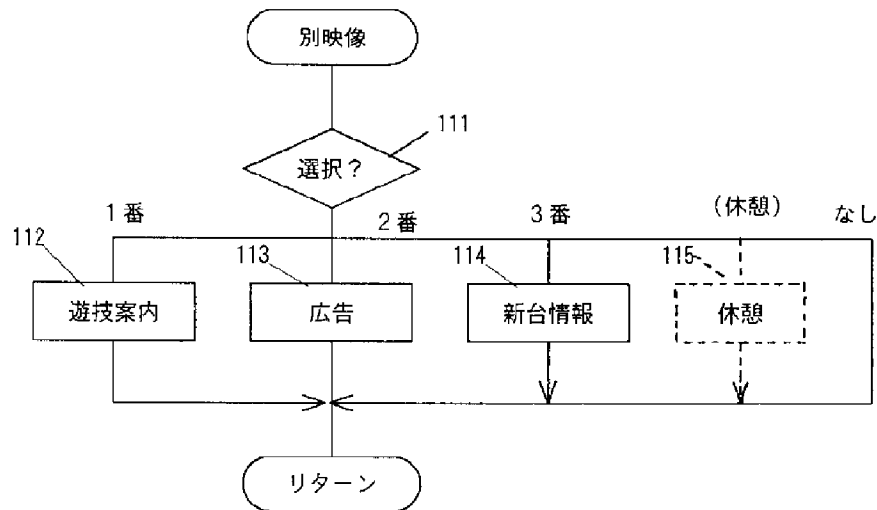 別映像
111
選択？
1番
2番
3番
(休憩)
なし
112
113
114
115
遊技案内
広告
新台情報
休憩
リターン